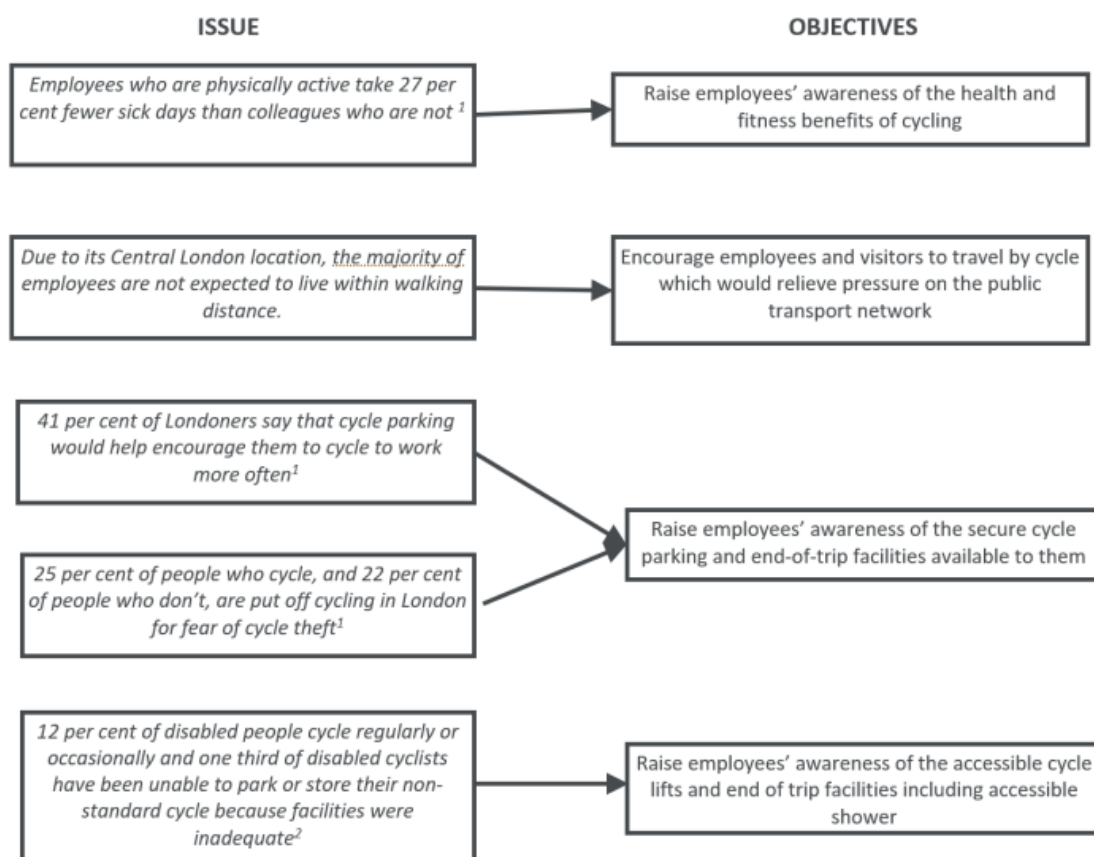 ISSUE
OBJECTIVES
Employees who are physically active take 27 per
cent fewer sick days than colleagues who are not ¹
Raise employees’ awareness of the health and
fitness benefits of cycling
Due to its Central London location, the majority of
employees are not expected to live within walking
distance.
Encourage employees and visitors to travel by cycle
which would relieve pressure on the public
transport network
41 per cent of Londoners say that cycle parking
would help encourage them to cycle to work
more often¹
25 per cent of people who cycle, and 22 per cent
of people who don’t, are put off cycling in London
for fear of cycle theft¹
Raise employees’ awareness of the secure cycle
parking and end-of-trip facilities available to them
12 per cent of disabled people cycle regularly or
occasionally and one third of disabled cyclists
have been unable to park or store their non-
standard cycle because facilities were
inadequate²
Raise employees’ awareness of the accessible cycle
lifts and end of trip facilities including accessible
shower